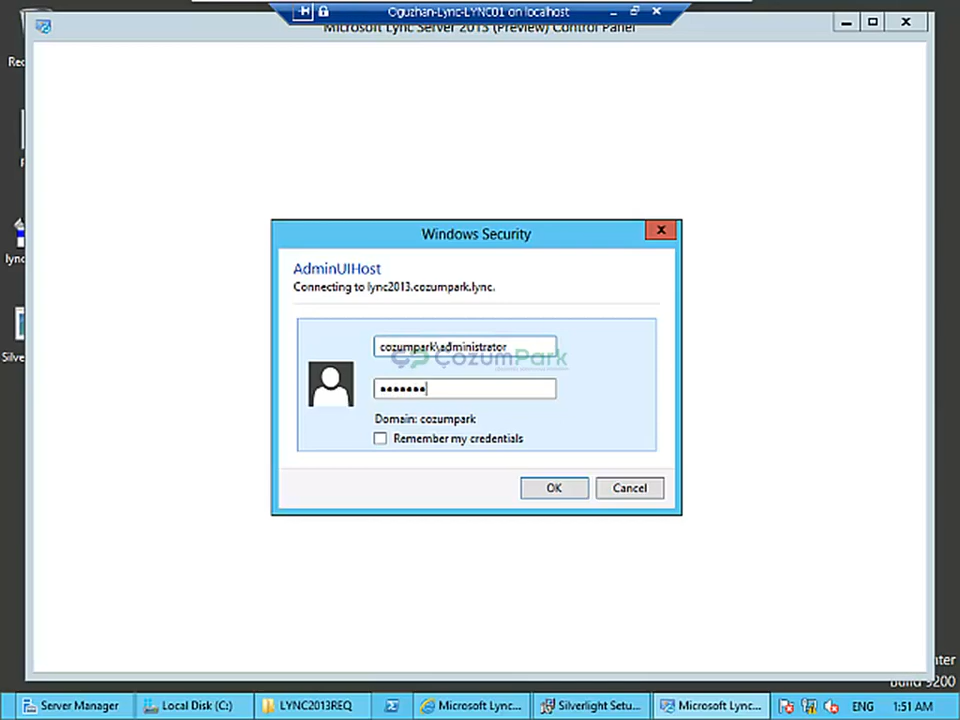 Oguzhan-Lync-LYNC01 on localhost
Microsoft Lync Server 2013 (Preview) Control Panel
Windows Security
AdminUIHost
Connecting to lync2013.cozumpark.lync.
cozumpark\administrator
ÇözümPark
Domain: cozumpark
Remember my credentials
OK
Cancel
Build 9200
Server Manager
Local Disk (C:)
LYNC2013REQ
Microsoft Lync...
Silverlight Setu...
Microsoft Lync...
ENG
1:51 AM